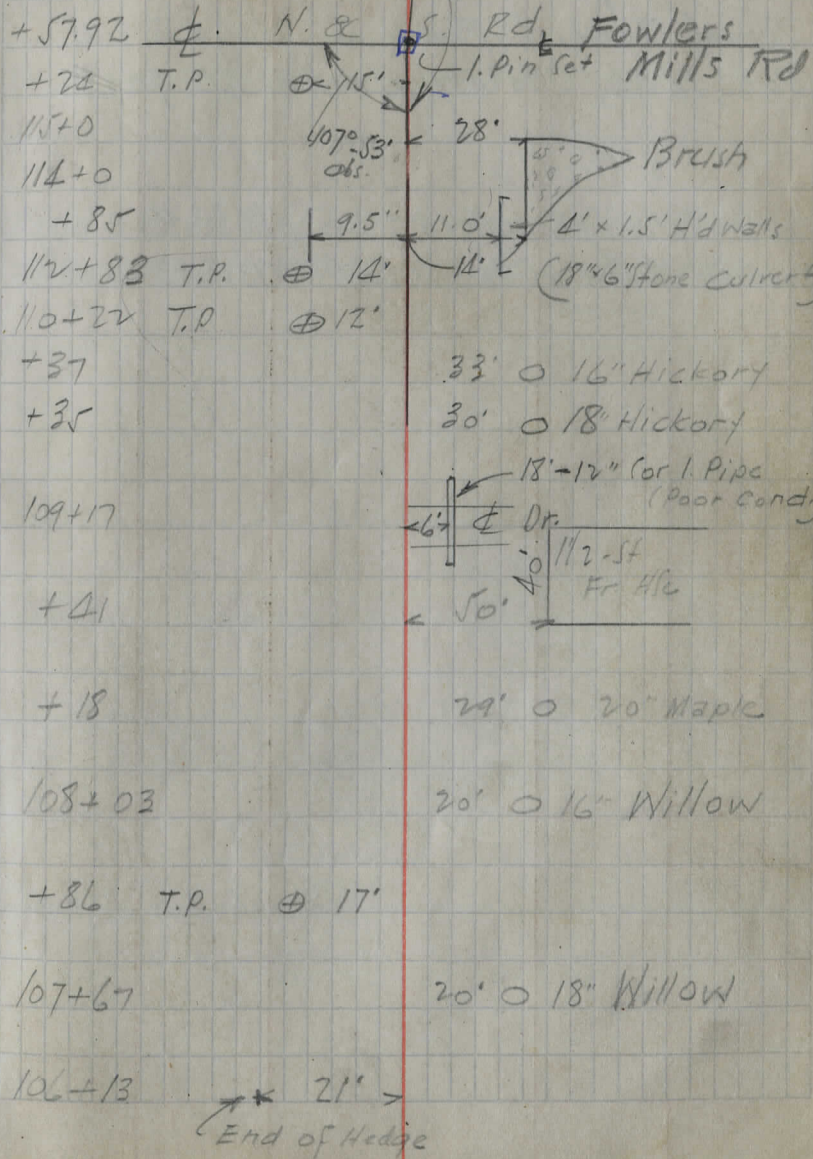 +57.92 ℄ N. & S. Rd. Fowlers Mills Rd
1. Pin Set
+21 T.P. ⊕ 15'
115+0 28'
407°-53' obs.
Brush
114+0
+85 9.5" 11.0' 4' × 1.5' H'd Walls
112+83 T.P. ⊕ 14' 14' (18"×6" Stone Culvert)
110+22 T.P ⊕ 12'
+37 33' O 16" Hickory
+35 30' O 18" Hickory
18'-12" Cor 1. Pipe
(Poor Cond)
109+17 6' ℄ Dr.
40' 1 1/2-St
Fr Hse
+41 50'
+18 29' O 20" Maple
108+03 20' O 16" Willow
+86 T.P. ⊕ 17'
107+67 20' O 18" Willow
106+13 21'
End of Hedge